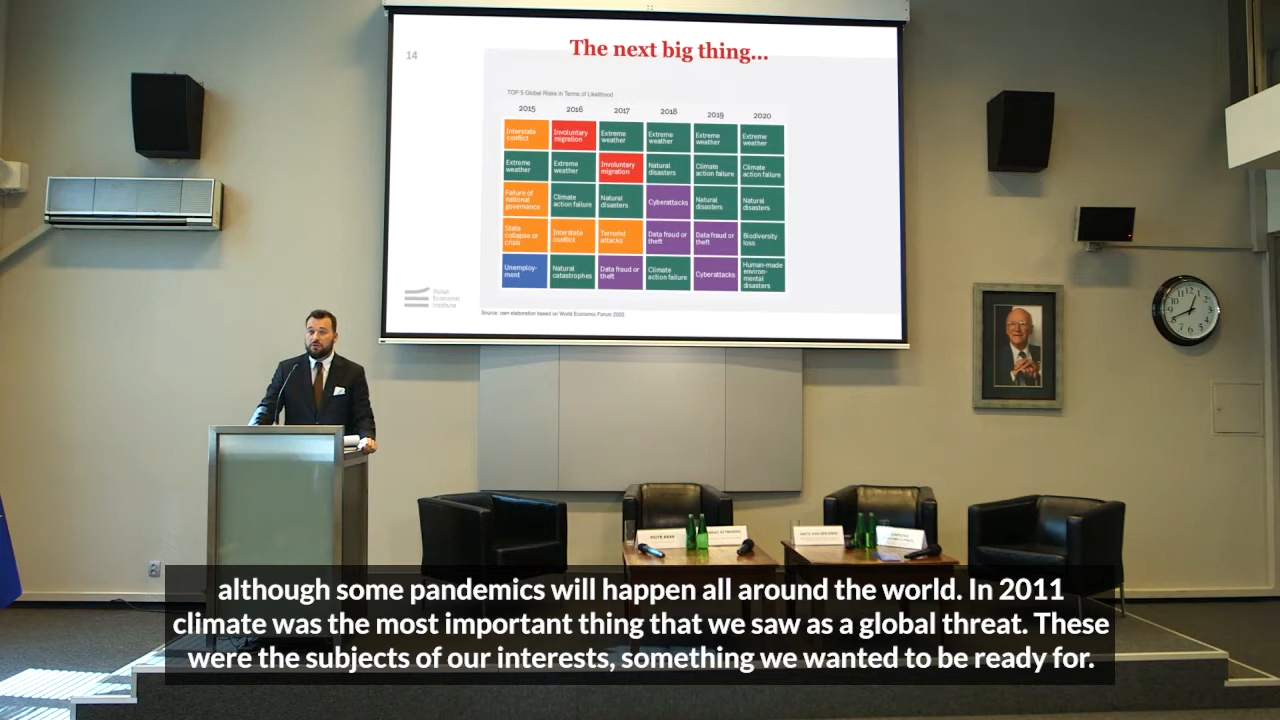 The next big thing...
14
TOP 5 Global Risks in Terms of Likelihood
2015 2016 2017 2018 2019 2020
Interstate conflict
Involuntary migration
Extreme weather
Extreme weather
Extreme weather
Extreme weather
Extreme weather
Extreme weather
Involuntary migration
Natural disasters
Climate action failure
Climate action failure
Failure of national governance
Climate action failure
Natural disasters
Cyberattacks
Natural disasters
Natural disasters
State collapse or crisis
Interstate conflict
Terrorist attacks
Data fraud or theft
Data fraud or theft
Biodiversity loss
Unemploy-
ment
Natural catastrophes
Data fraud or theft
Climate action failure
Cyberattacks
Human-made environ-
mental disasters
Polish
Economic
Institute
Source: own elaboration based on World Economic Forum 2020.
although some pandemics will happen all around the world. In 2011
climate was the most important thing that we saw as a global threat. These
were the subjects of our interests, something we wanted to be ready for.